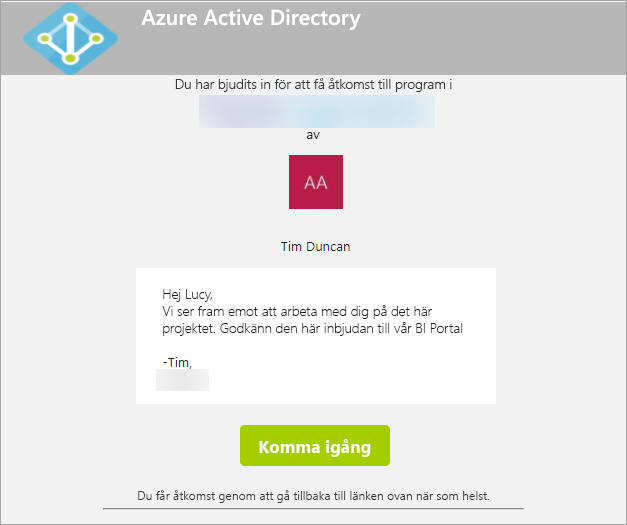 Azure Active Directory
Du har bjudits in för att få åtkomst till program i
av
AA
Tim Duncan
Hej Lucy,
Vi ser fram emot att arbeta med dig på det här
projektet. Godkänn den här inbjudan till vår BI Portal
-Tim,
Komma igång
Du får åtkomst genom att gå tillbaka till länken ovan när som helst.